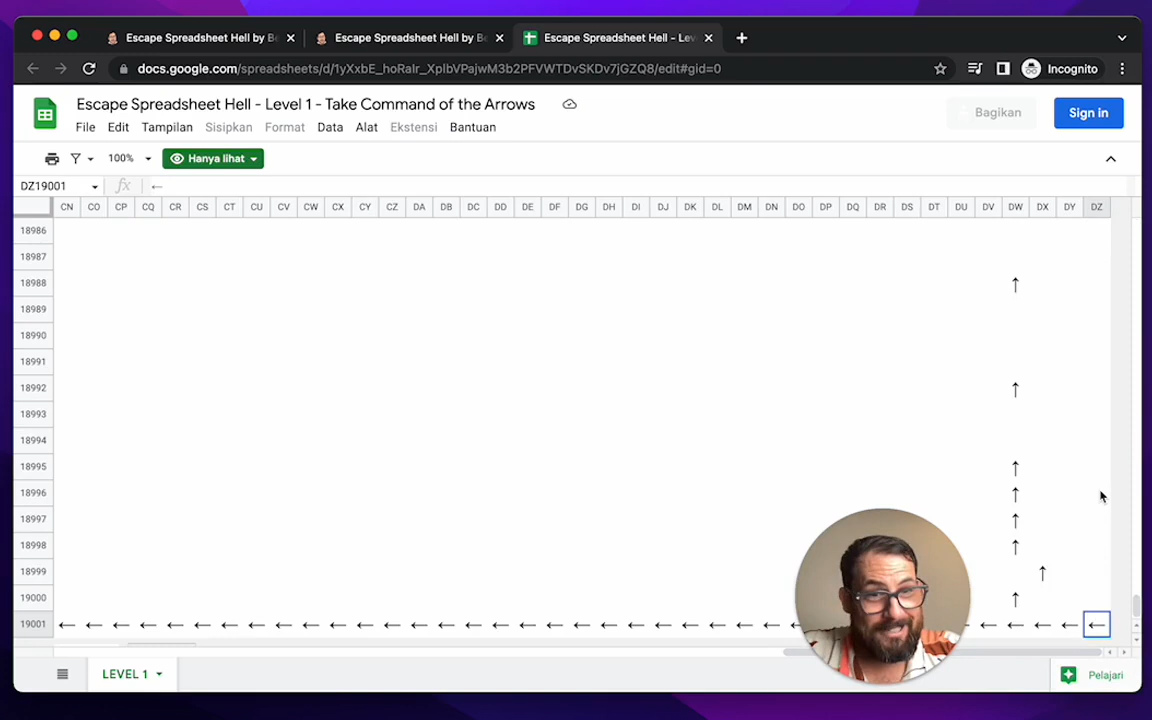 Escape Spreadsheet Hell by Be
Escape Spreadsheet Hell by Be
Escape Spreadsheet Hell - Lev
docs.google.com/spreadsheets/d/1yXxbE_hoRaIr_XplbVPajwM3b2PFVWTDvSKDv7jGZQ8/edit#gid=0
Incognito
Escape Spreadsheet Hell - Level 1 - Take Command of the Arrows
Bagikan
Sign in
File Edit Tampilan Sisipkan Format Data Alat Ekstensi Bantuan
100% Hanya lihat
DZ19001 fx ←
CN CO CP CQ CR CS CT CU CV CW CX CY CZ DA DB DC DD DE DF DG DH DI DJ DK DL DM DN DO DP DQ DR DS DT DU DV DW DX DY DZ
18986
18987
18988 ↑
18989
18990
18991
18992 ↑
18993
18994
18995 ↑
18996 ↑
18997 ↑
18998 ↑
18999 ↑
19000 ↑
19001 ← ← ← ← ← ← ← ← ← ← ← ← ← ← ← ← ← ← ← ← ← ← ← ← ← ← ← ← ← ← ← ← ←
LEVEL 1
Pelajari